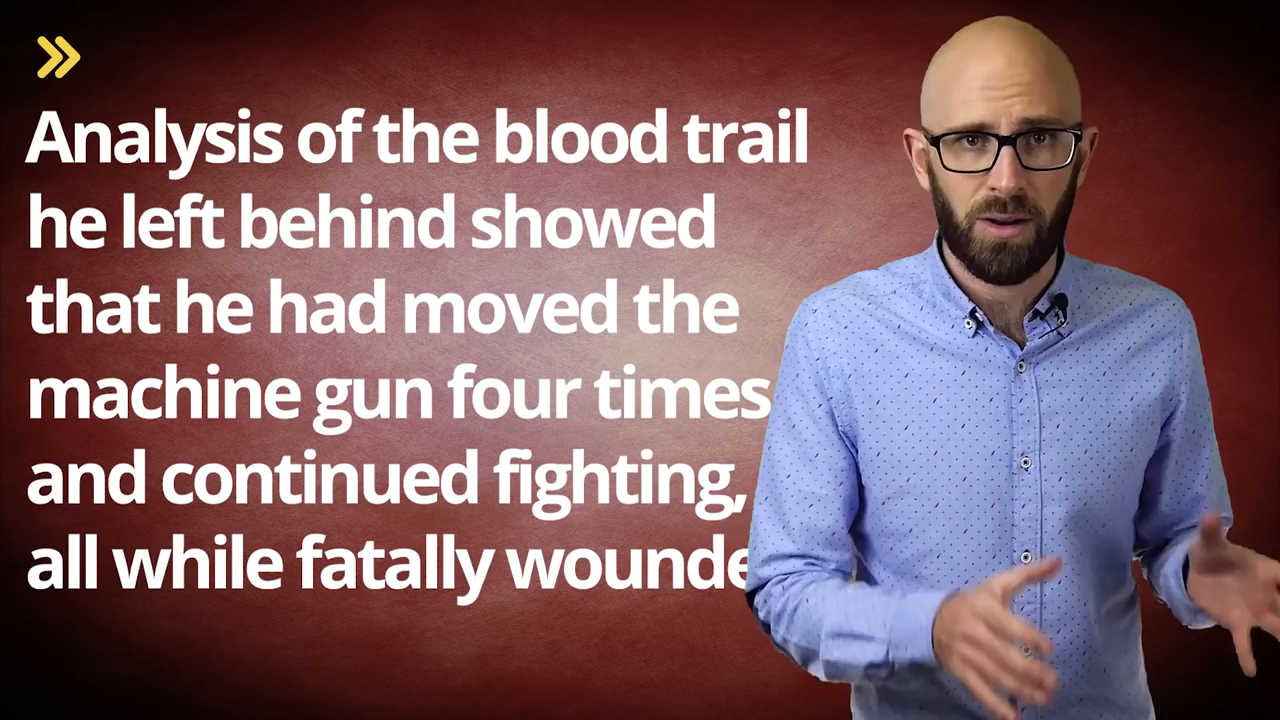 Analysis of the blood trail
he left behind showed
that he had moved the
machine gun four times
and continued fighting,
all while fatally wounde